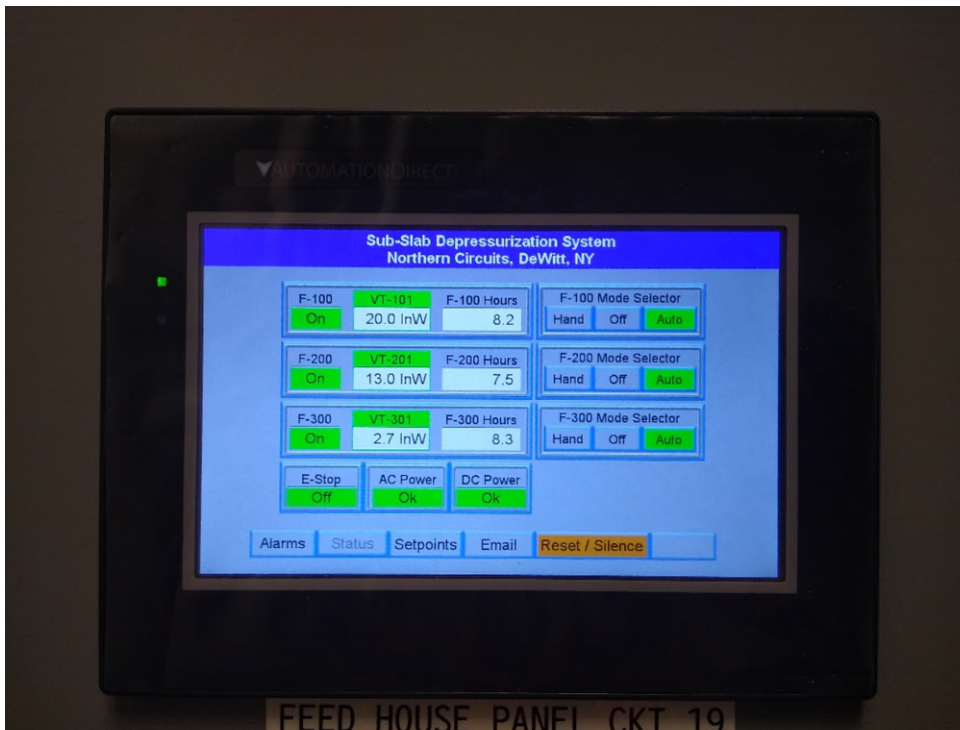 AUTOMATIONDIRECT
Sub-Slab Depressurization System
Northern Circuits, DeWitt, NY
F-100 VT-101 F-100 Hours F-100 Mode Selector
On 20.0 InW 8.2 Hand Off Auto
F-200 VT-201 F-200 Hours F-200 Mode Selector
On 13.0 InW 7.5 Hand Off Auto
F-300 VT-301 F-300 Hours F-300 Mode Selector
On 2.7 InW 8.3 Hand Off Auto
E-Stop AC Power DC Power
Off Ok Ok
Alarms Status Setpoints Email Reset / Silence
FEED HOUSE PANEL CKT 19